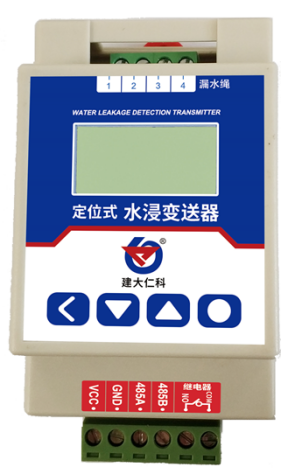 1 2 3 4 漏水绳
WATER LEAKAGE DETECTION TRANSMITTER
定位式 水浸变送器
®
建大仁科
VCC•
GND•
485A•
485B•
继电器
NO
COM